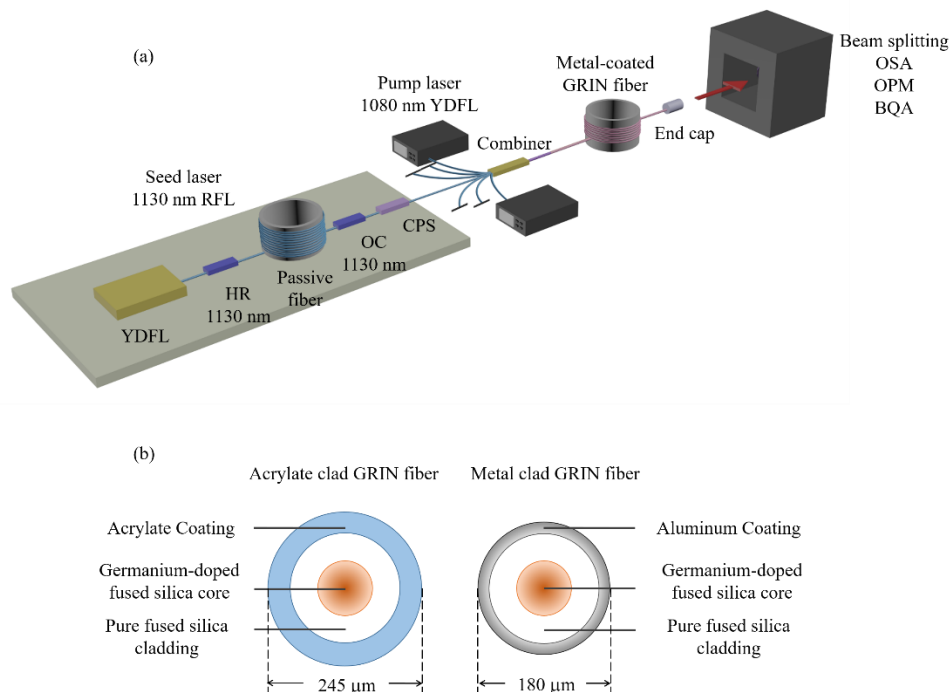 (a)
Beam splitting
OSA
OPM
BQA
Metal-coated
GRIN fiber
Pump laser
1080 nm YDFL
End cap
Combiner
Seed laser
1130 nm RFL
CPS
OC
1130 nm
Passive
fiber
HR
1130 nm
YDFL
(b)
Acrylate clad GRIN fiber
Metal clad GRIN fiber
Acrylate Coating
Aluminum Coating
Germanium-doped
fused silica core
Germanium-doped
fused silica core
Pure fused silica
cladding
Pure fused silica
cladding
245 μm
180 μm